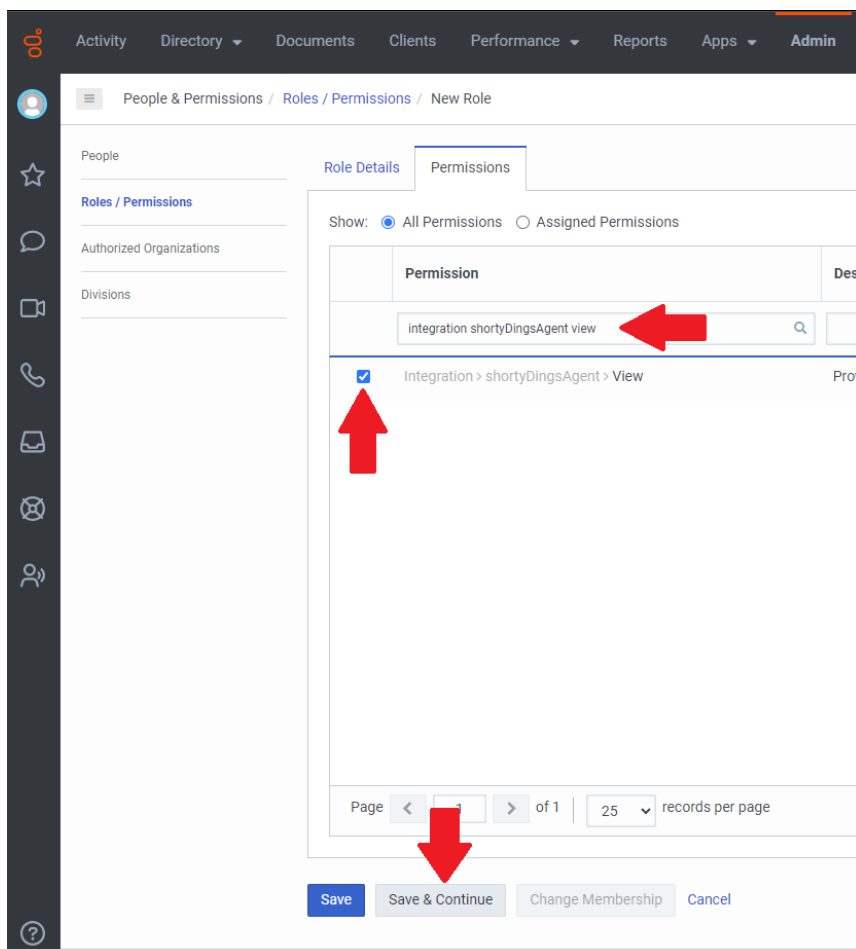 Activity Directory Documents Clients Performance Reports Apps Admin
People & Permissions / Roles / Permissions / New Role
People
Roles / Permissions
Authorized Organizations
Divisions
Role Details Permissions
Show: All Permissions Assigned Permissions
Permission Des
integration shortyDingsAgent view
Integration > shortyDingsAgent > View Prov
Page 1 of 1 25 records per page
Save Save & Continue Change Membership Cancel